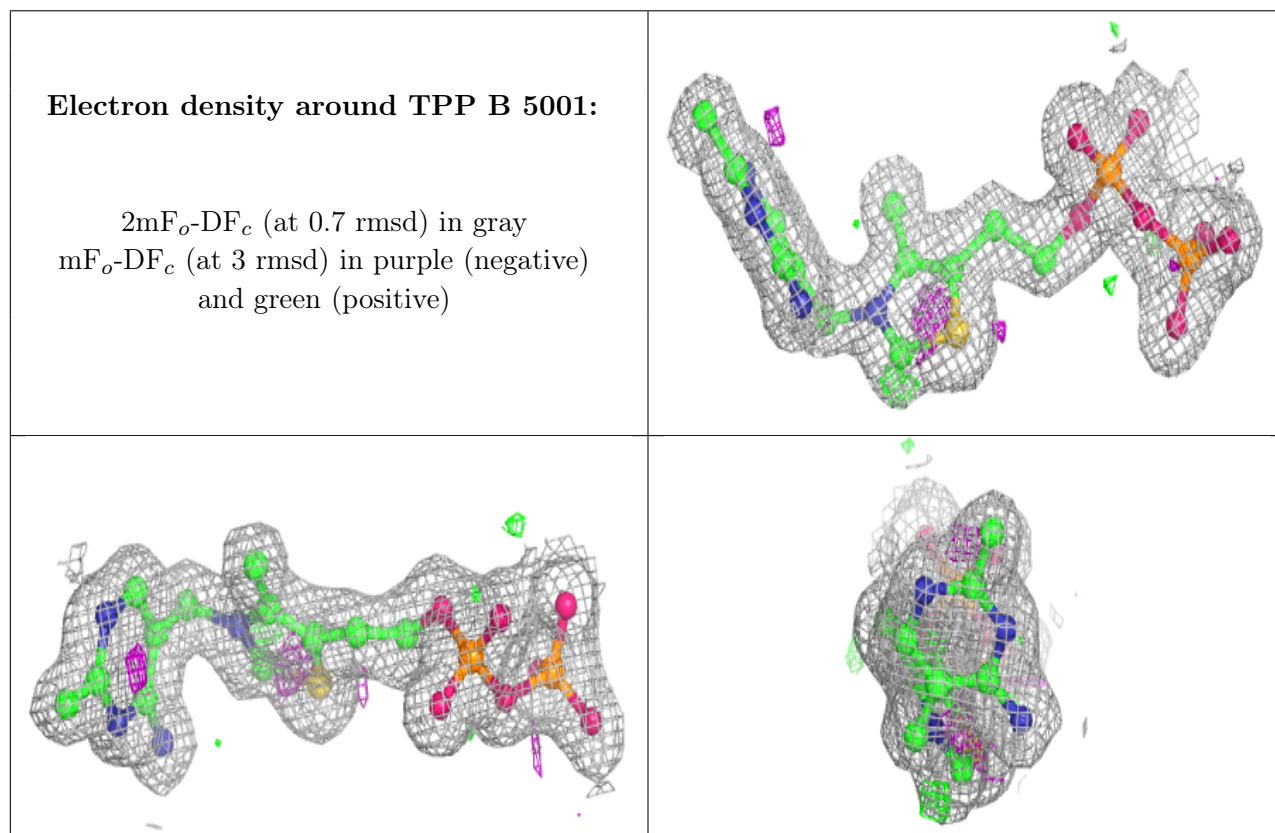 Electron density around TPP B 5001:
2mFo-DFc (at 0.7 rmsd) in gray
mFo-DFc (at 3 rmsd) in purple (negative)
and green (positive)